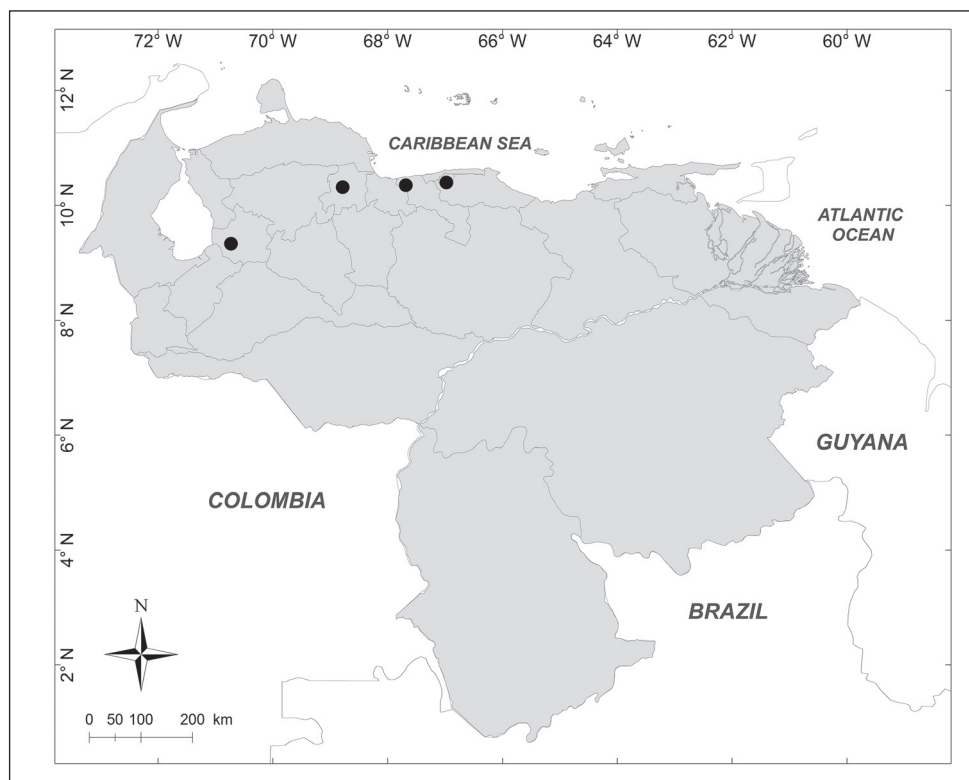 72° W 70° W 68° W 66° W 64° W 62° W 60° W
12° N
10° N
8° N
6° N
4° N
2° N
CARIBBEAN SEA
ATLANTIC
OCEAN
GUYANA
COLOMBIA
BRAZIL
N
0 50 100 200 km